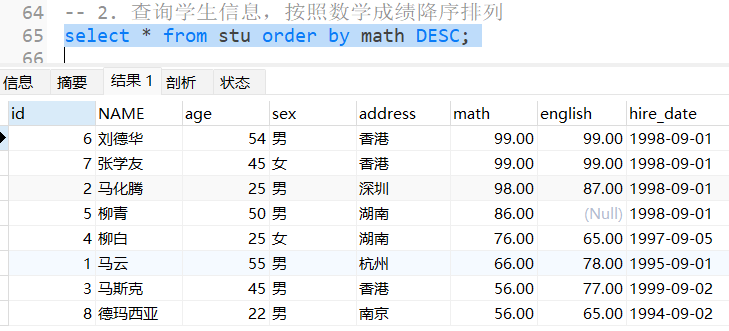 64 -- 2. 查询学生信息，按照数学成绩降序排列
65 select * from stu order by math DESC;
66
信息 摘要 结果 1 剖析 状态
id NAME age sex address math english hire_date
6 刘德华 54 男 香港 99.00 99.00 1998-09-01
7 张学友 45 女 香港 99.00 99.00 1998-09-01
2 马化腾 25 男 深圳 98.00 87.00 1998-09-01
5 柳青 50 男 湖南 86.00 (Null) 1998-09-01
4 柳白 25 女 湖南 76.00 65.00 1997-09-05
1 马云 55 男 杭州 66.00 78.00 1995-09-01
3 马斯克 45 男 香港 56.00 77.00 1999-09-02
8 德玛西亚 22 男 南京 56.00 65.00 1994-09-02